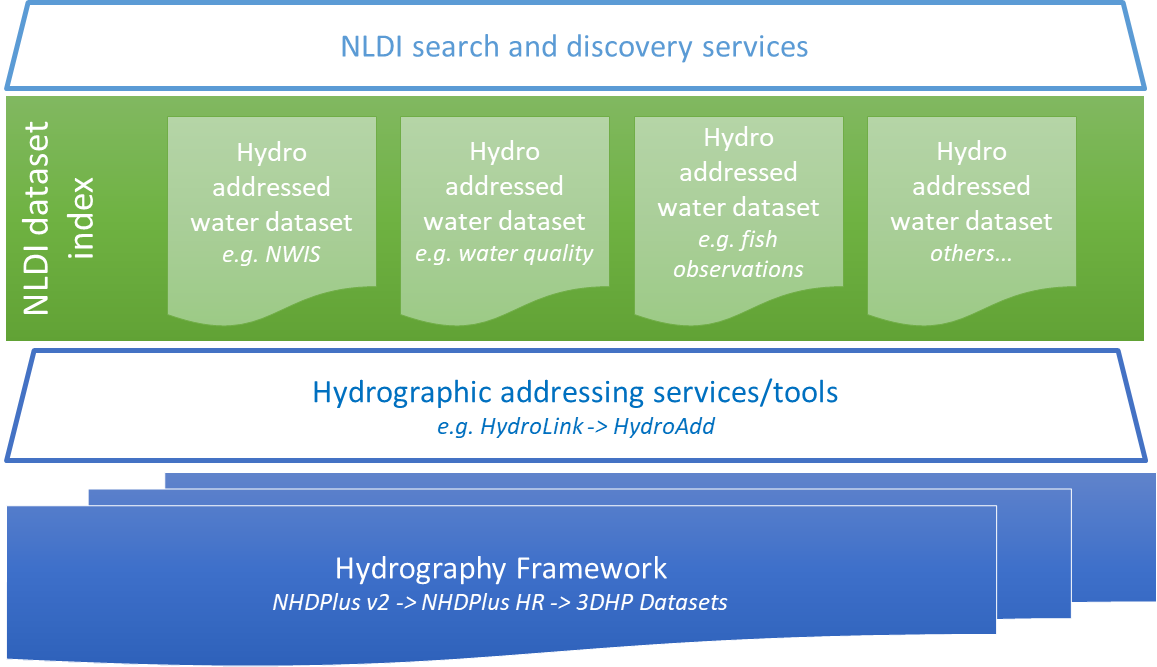 NLDI search and discovery services
NLDI dataset
index
Hydro
addressed
water dataset
e.g. NWIS
Hydro
addressed
water dataset
e.g. water quality
Hydro
addressed
water dataset
e.g. fish
observations
Hydro
addressed
water dataset
others...
Hydrographic addressing services/tools
e.g. HydroLink -> HydroAdd
Hydrography Framework
NHDPlus v2 -> NHDPlus HR -> 3DHP Datasets